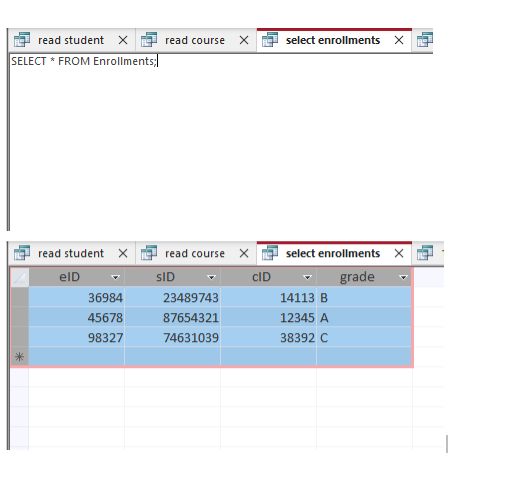 read student read course select enrollments
SELECT * FROM Enrollments;
read student read course select enrollments
eID sID cID grade
36984 23489743 14113 B
45678 87654321 12345 A
98327 74631039 38392 C